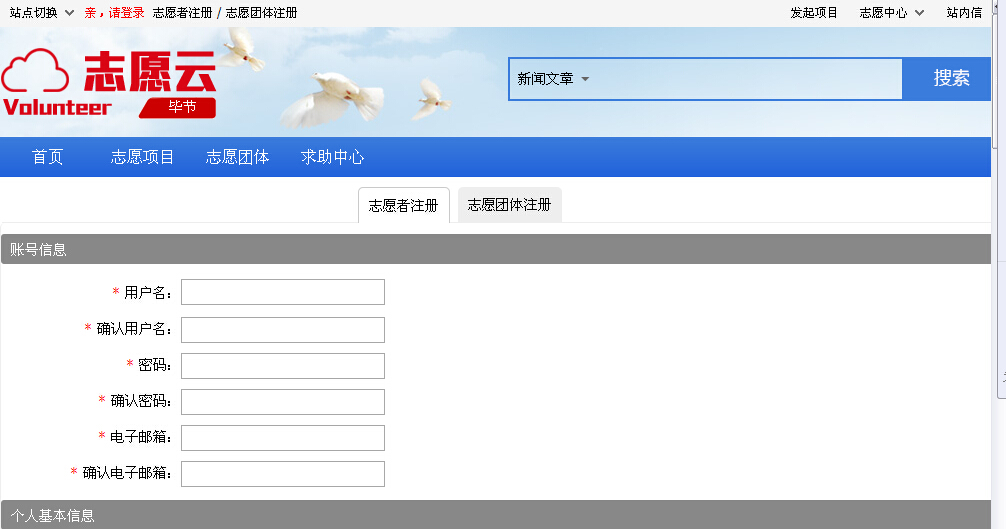 站点切换 亲，请登录 志愿者注册 / 志愿团体注册 发起项目 志愿中心 站内信
志愿云
Volunteer 毕节
新闻文章 搜索
首页 志愿项目 志愿团体 求助中心
志愿者注册 志愿团体注册
账号信息
* 用户名：
* 确认用户名：
* 密码：
* 确认密码：
* 电子邮箱：
* 确认电子邮箱：
个人基本信息